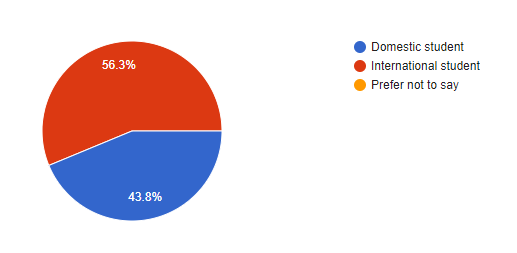 56.3%
43.8%
Domestic student
International student
Prefer not to say